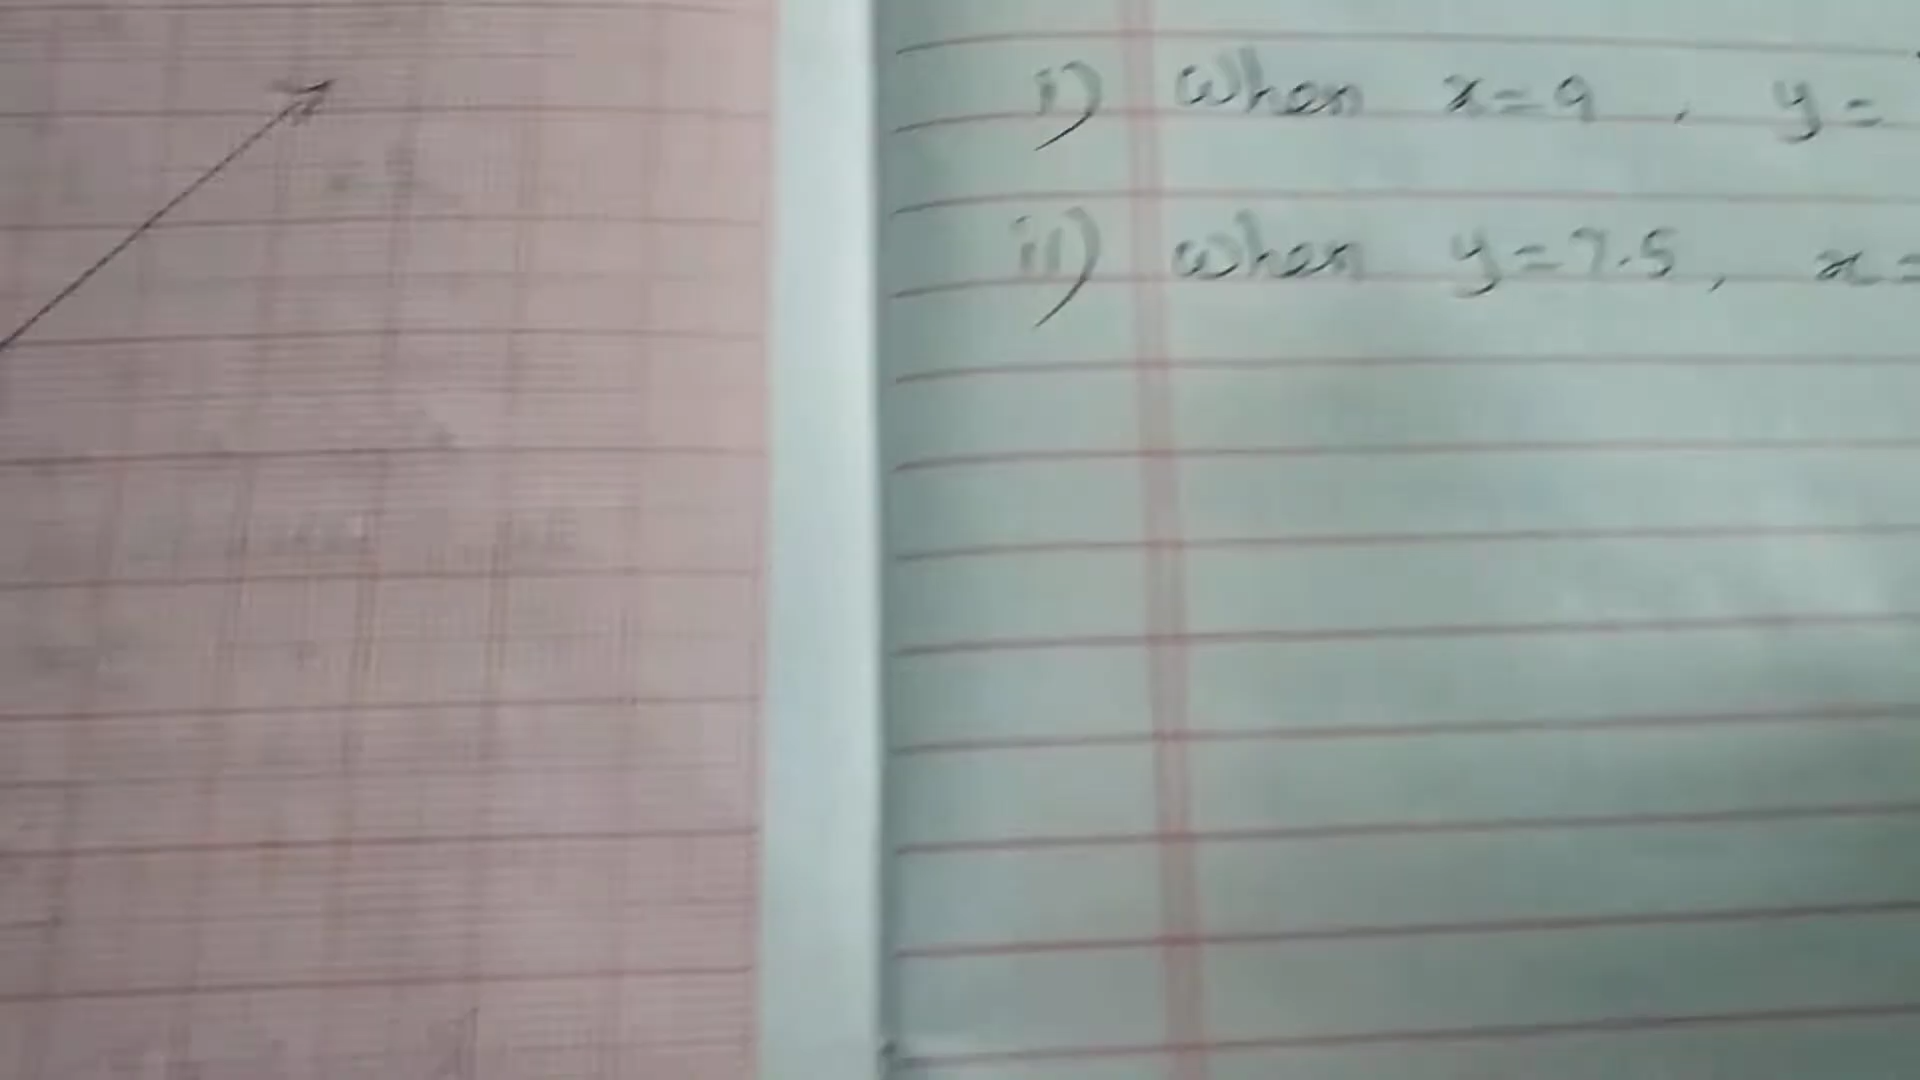 i) When x=9, y=
ii) When y=7.5, x=